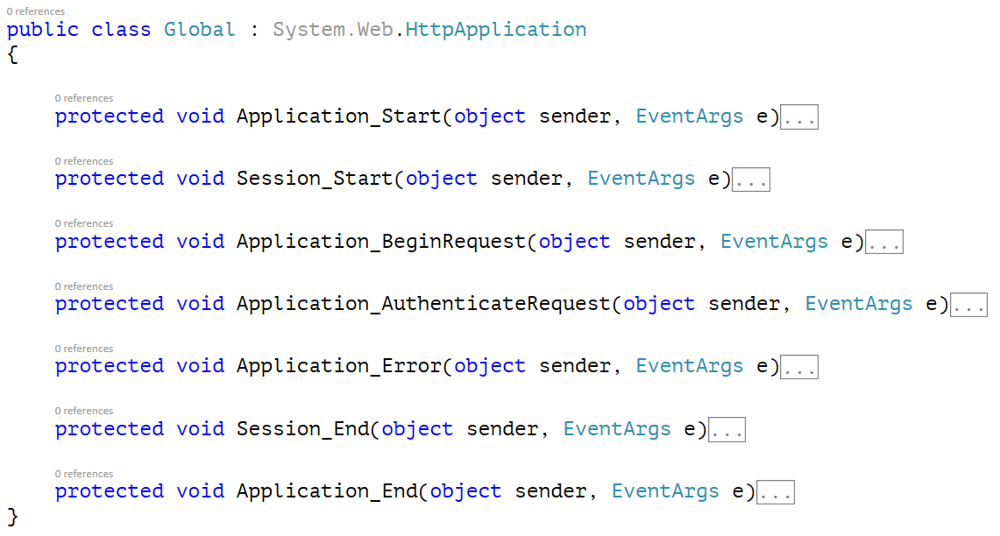 0 references
public class Global : System.Web.HttpApplication
{
0 references
protected void Application_Start(object sender, EventArgs e)...
0 references
protected void Session_Start(object sender, EventArgs e)...
0 references
protected void Application_BeginRequest(object sender, EventArgs e)...
0 references
protected void Application_AuthenticateRequest(object sender, EventArgs e)...
0 references
protected void Application_Error(object sender, EventArgs e)...
0 references
protected void Session_End(object sender, EventArgs e)...
0 references
protected void Application_End(object sender, EventArgs e)...
}